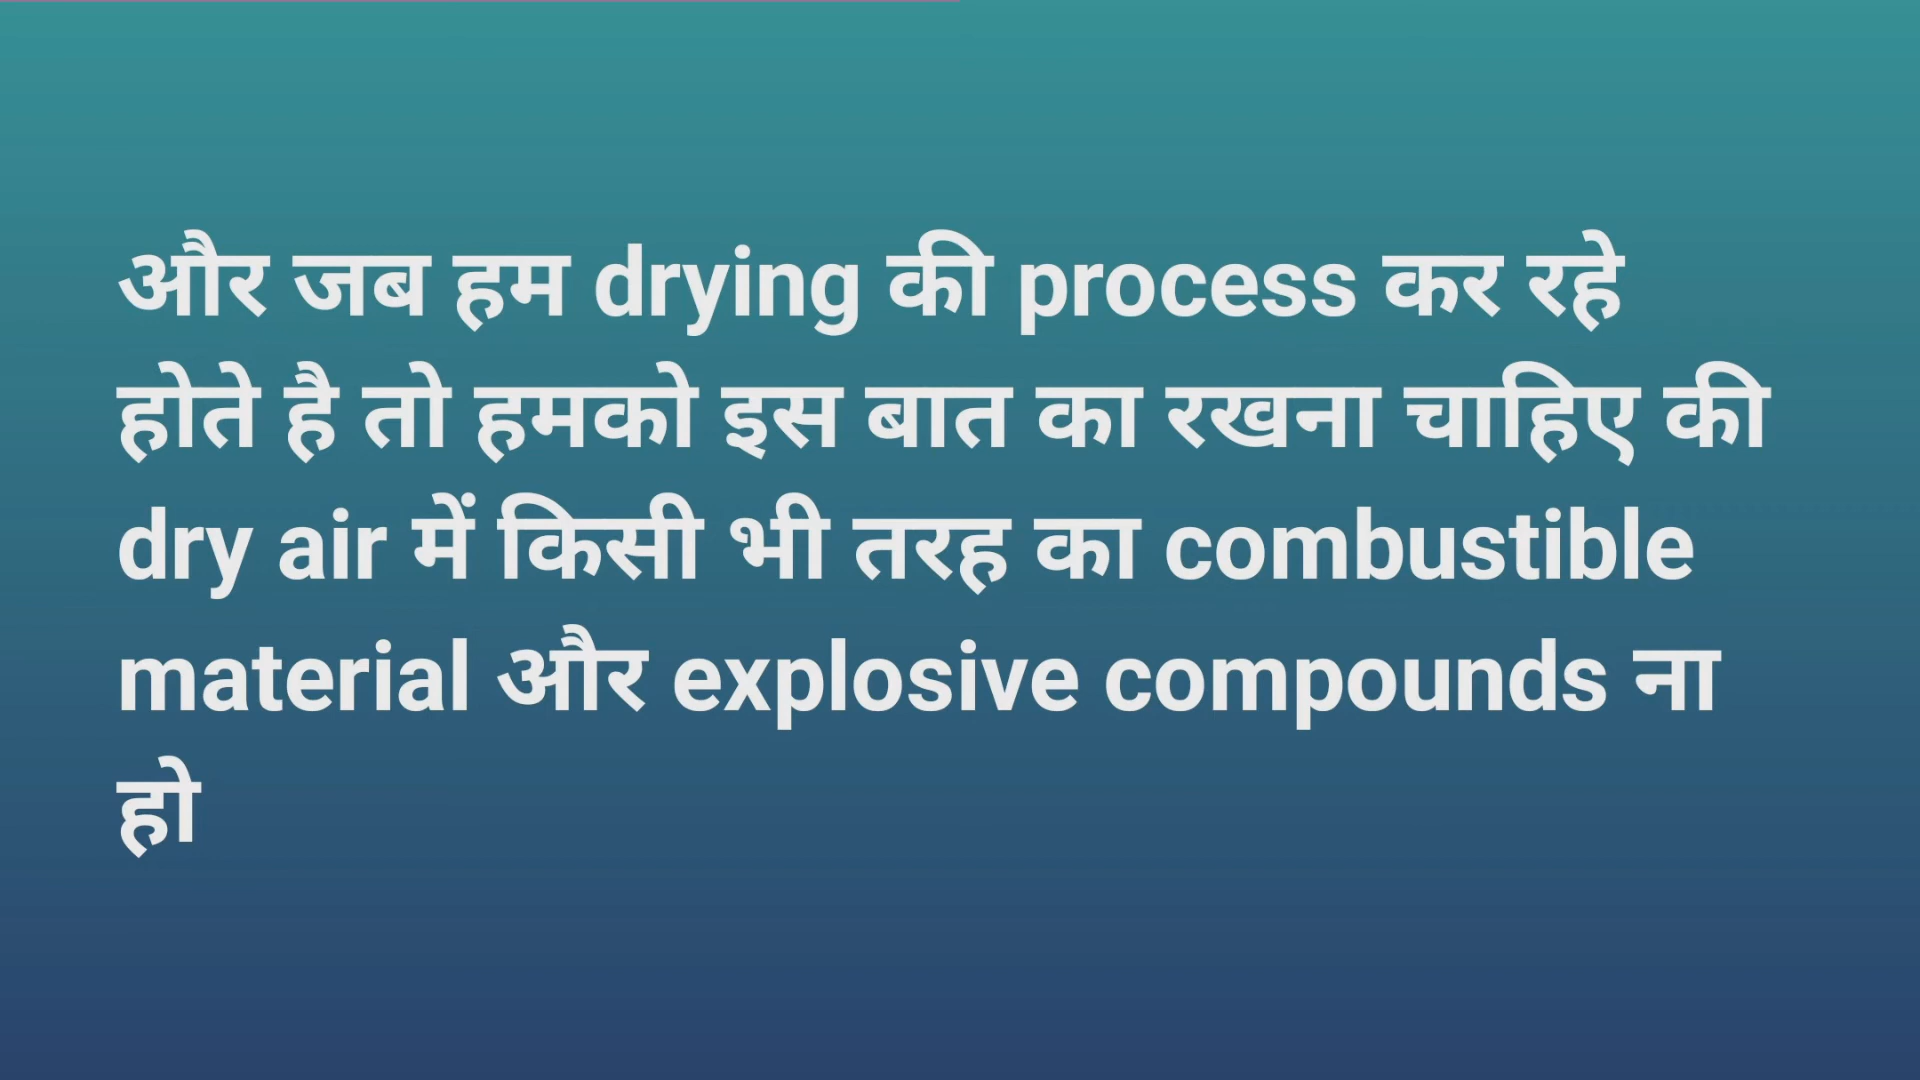 और जब हम drying की process कर रहे
होते है तो हमको इस बात का रखना चाहिए की
dry air में किसी भी तरह का combustible
material और explosive compounds ना
हो